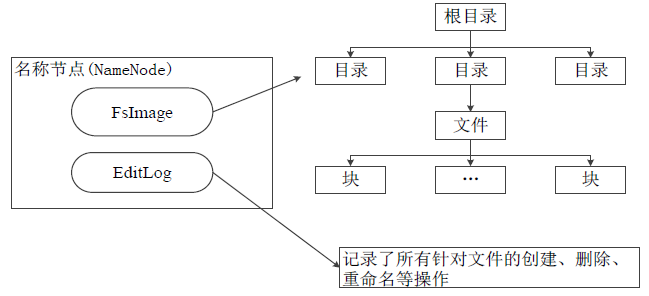 根目录
名称节点(NameNode)
目录
目录
目录
FsImage
文件
EditLog
块
…
块
记录了所有针对文件的创建、删除、
重命名等操作